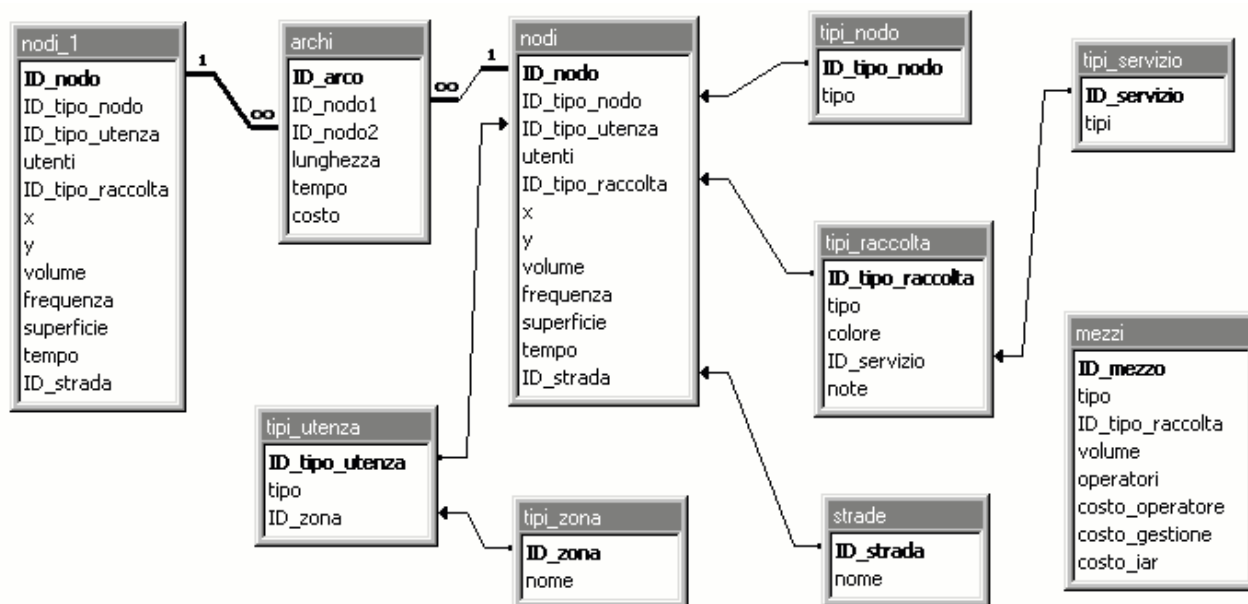 nodi_1
ID_nodo
ID_tipo_nodo
ID_tipo_utenza
utenti
ID_tipo_raccolta
x
y
volume
frequenza
superficie
tempo
ID_strada
1
∞
archi
ID_arco
ID_nodo1
ID_nodo2
lunghezza
tempo
costo
∞
1
nodi
ID_nodo
ID_tipo_nodo
ID_tipo_utenza
utenti
ID_tipo_raccolta
x
y
volume
frequenza
superficie
tempo
ID_strada
tipi_nodo
ID_tipo_nodo
tipo
tipi_servizio
ID_servizio
tipi
tipi_raccolta
ID_tipo_raccolta
tipo
colore
ID_servizio
note
mezzi
ID_mezzo
tipo
ID_tipo_raccolta
volume
operatori
costo_operatore
costo_gestione
costo_iar
tipi_utenza
ID_tipo_utenza
tipo
ID_zona
tipi_zona
ID_zona
nome
strade
ID_strada
nome